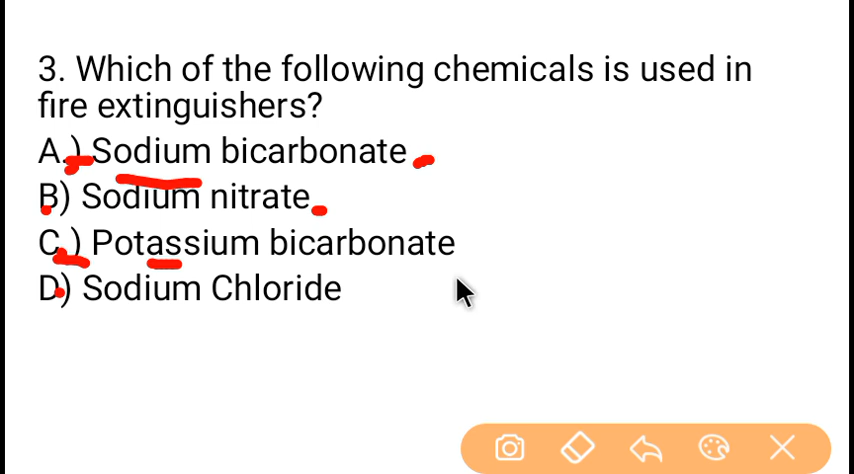 3. Which of the following chemicals is used in
fire extinguishers?
A.) Sodium bicarbonate
B) Sodium nitrate
C.) Potassium bicarbonate
D) Sodium Chloride